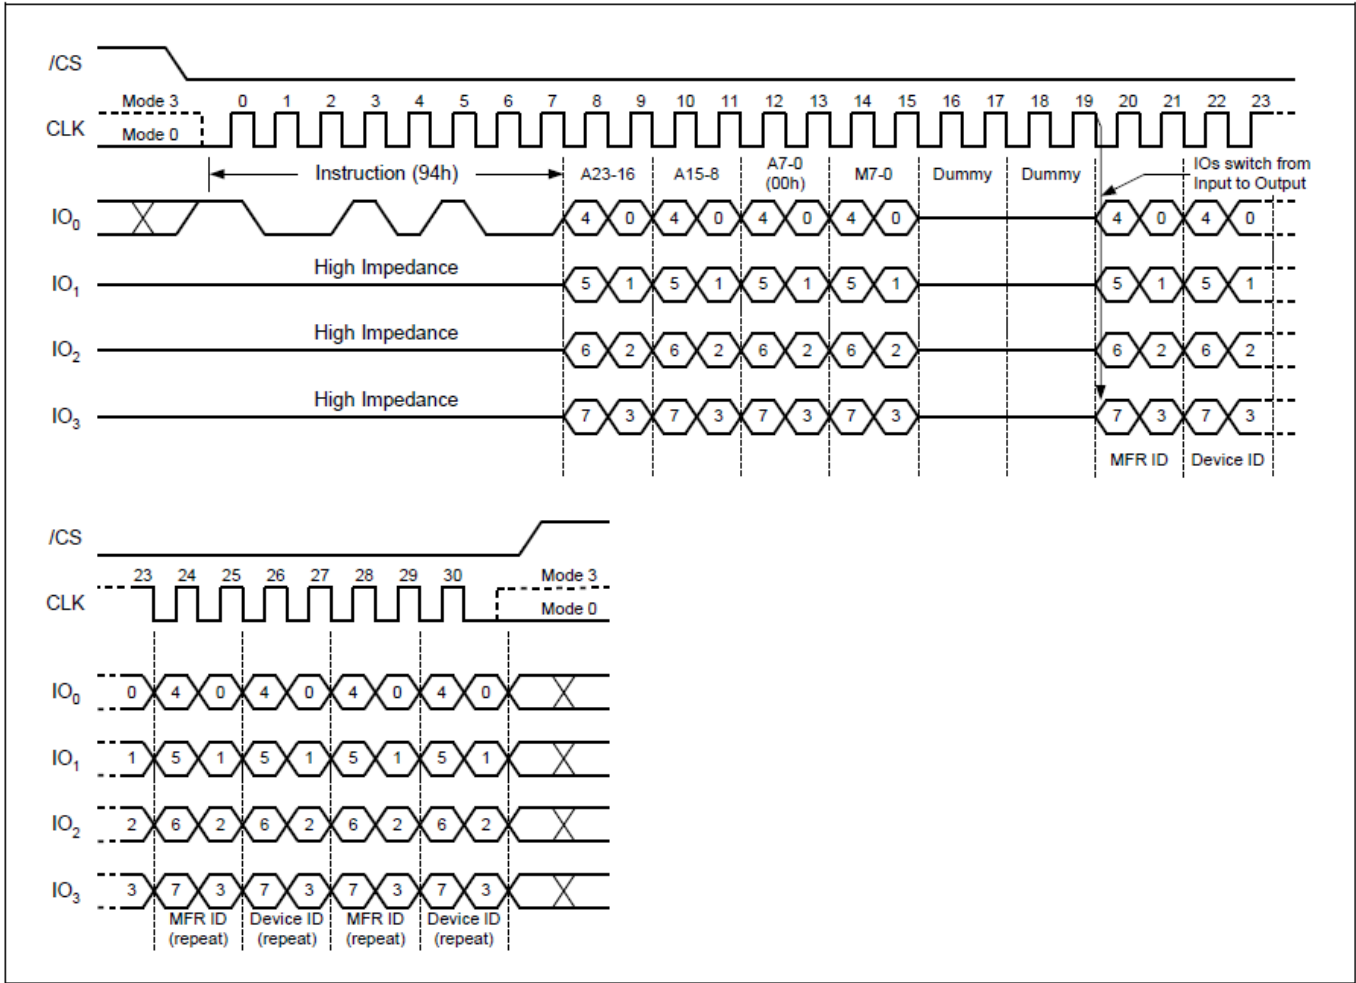 /CS
Mode 3 0 1 2 3 4 5 6 7 8 9 10 11 12 13 14 15 16 17 18 19 20 21 22 23
CLK Mode 0
Instruction (94h) A23-16 A15-8 A7-0 (00h) M7-0 Dummy Dummy IOs switch from
Input to Output
IO0 4 0 4 0 4 0 4 0 4 0 4 0
High Impedance
IO1 5 1 5 1 5 1 5 1 5 1 5 1
High Impedance
IO2 6 2 6 2 6 2 6 2 6 2 6 2
High Impedance
IO3 7 3 7 3 7 3 7 3 7 3 7 3
MFR ID Device ID
/CS
23 24 25 26 27 28 29 30 Mode 3
CLK Mode 0
IO0 0 4 0 4 0 4 0 4 0
IO1 1 5 1 5 1 5 1 5 1
IO2 2 6 2 6 2 6 2 6 2
IO3 3 7 3 7 3 7 3 7 3
MFR ID Device ID MFR ID Device ID
(repeat) (repeat) (repeat) (repeat)